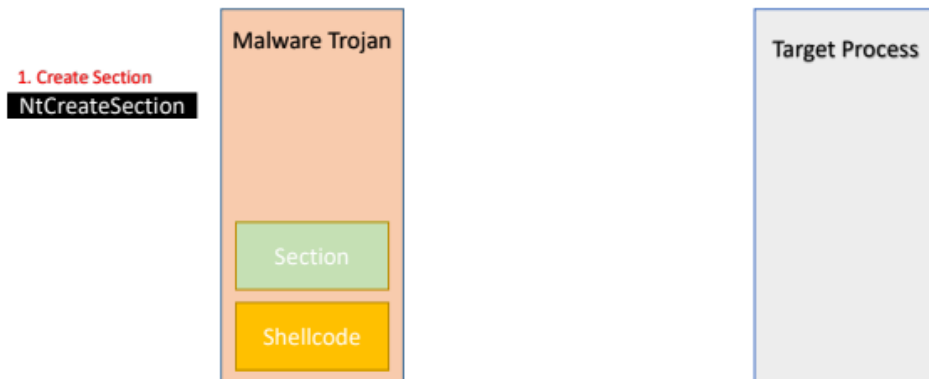 Malware Trojan
Target Process
1. Create Section
NtCreateSection
Section
Shellcode